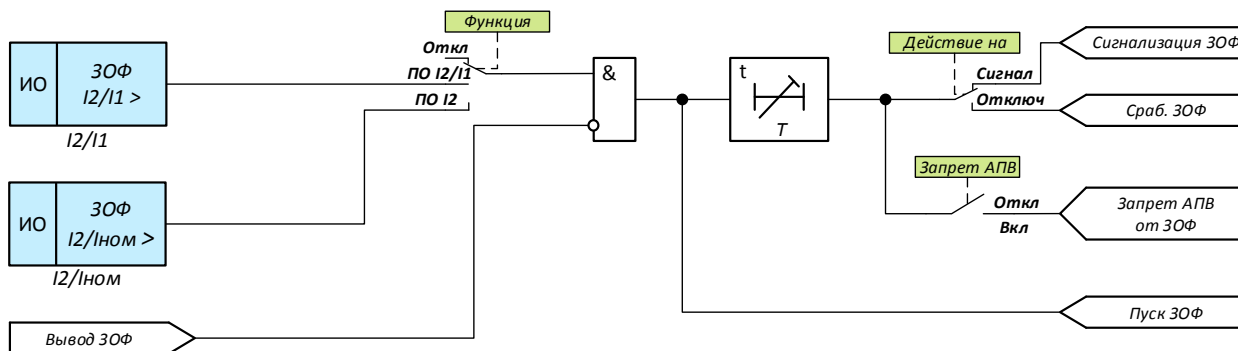 Функция
Откл
ИО
ЗОФ
I2/I1 >
I2/I1
ПО I2/I1
ПО I2
&
t
T
Действие на
Сигнал
Отключ
Сигнализация ЗОФ
Сраб. ЗОФ
ИО
ЗОФ
I2/Iном >
I2/Iном
Запрет АПВ
Откл
Вкл
Запрет АПВ
от ЗОФ
Вывод ЗОФ
Пуск ЗОФ